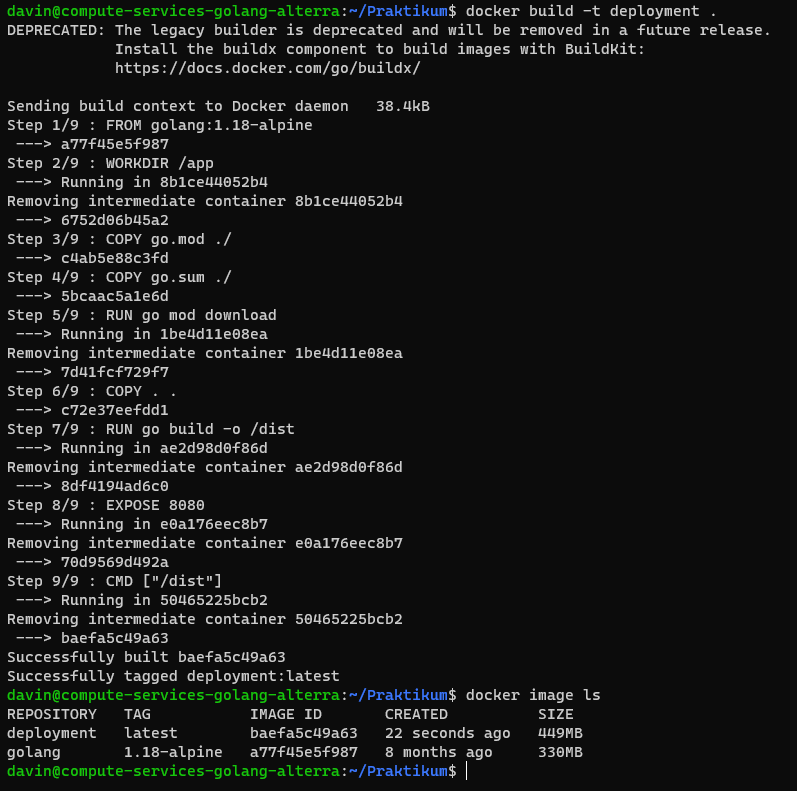 davin@compute-services-golang-alterra:~/Praktikum$ docker build -t deployment .
DEPRECATED: The legacy builder is deprecated and will be removed in a future release.
            Install the buildx component to build images with BuildKit:
            https://docs.docker.com/go/buildx/

Sending build context to Docker daemon   38.4kB
Step 1/9 : FROM golang:1.18-alpine
 ---> a77f45e5f987
Step 2/9 : WORKDIR /app
 ---> Running in 8b1ce44052b4
Removing intermediate container 8b1ce44052b4
 ---> 6752d06b45a2
Step 3/9 : COPY go.mod ./
 ---> c4ab5e88c3fd
Step 4/9 : COPY go.sum ./
 ---> 5bcaac5a1e6d
Step 5/9 : RUN go mod download
 ---> Running in 1be4d11e08ea
Removing intermediate container 1be4d11e08ea
 ---> 7d41fcf729f7
Step 6/9 : COPY . .
 ---> c72e37eefdd1
Step 7/9 : RUN go build -o /dist
 ---> Running in ae2d98d0f86d
Removing intermediate container ae2d98d0f86d
 ---> 8df4194ad6c0
Step 8/9 : EXPOSE 8080
 ---> Running in e0a176eec8b7
Removing intermediate container e0a176eec8b7
 ---> 70d9569d492a
Step 9/9 : CMD ["/dist"]
 ---> Running in 50465225bcb2
Removing intermediate container 50465225bcb2
 ---> baefa5c49a63
Successfully built baefa5c49a63
Successfully tagged deployment:latest
davin@compute-services-golang-alterra:~/Praktikum$ docker image ls
REPOSITORY   TAG           IMAGE ID       CREATED          SIZE
deployment   latest        baefa5c49a63   22 seconds ago   449MB
golang       1.18-alpine   a77f45e5f987   8 months ago     330MB
davin@compute-services-golang-alterra:~/Praktikum$